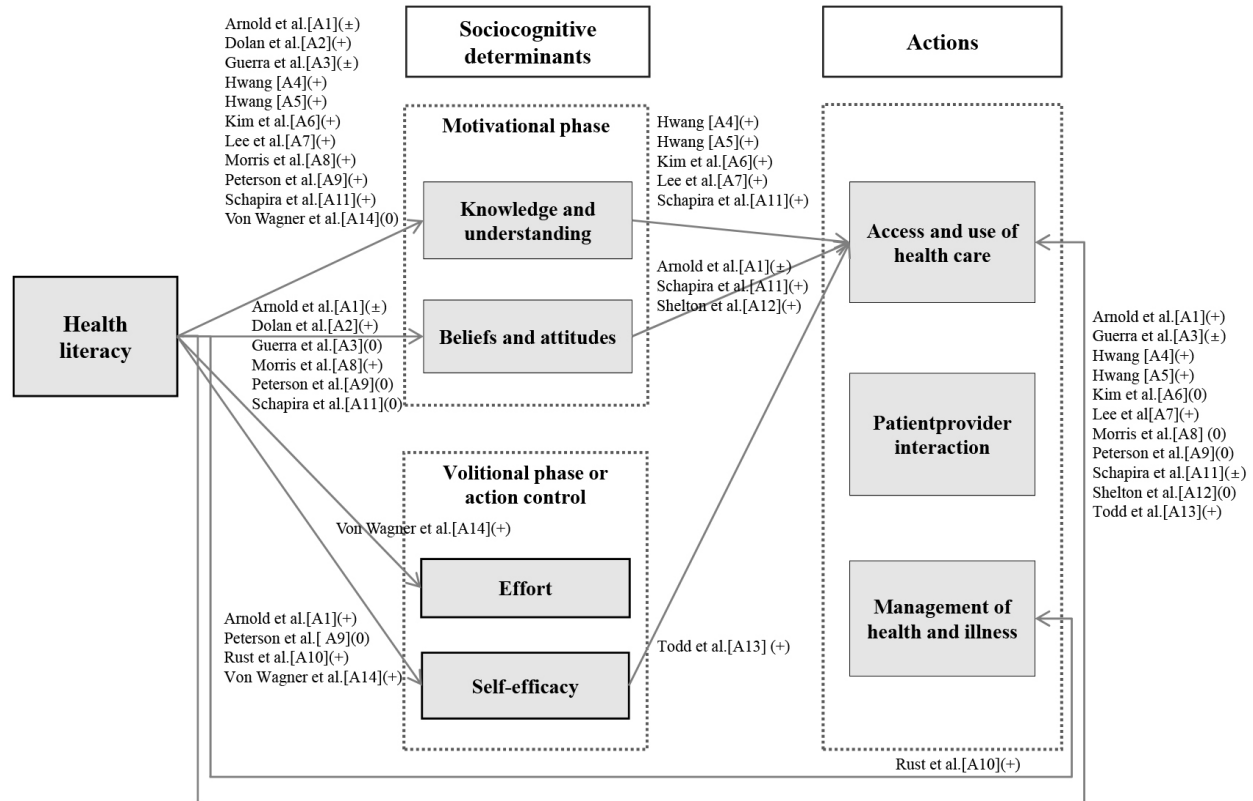 Arnold et al.[A1](±)
Dolan et al.[A2](+)
Guerra et al.[A3](±)
Hwang [A4](+)
Hwang [A5](+)
Kim et al.[A6](+)
Lee et al.[A7](+)
Morris et al.[A8](+)
Peterson et al.[A9](+)
Schapira et al.[A11](+)
Von Wagner et al.[A14](0)
Sociocognitive
determinants
Actions
Motivational phase
Knowledge and
understanding
Beliefs and attitudes
Hwang [A4](+)
Hwang [A5](+)
Kim et al.[A6](+)
Lee et al.[A7](+)
Schapira et al.[A11](+)
Arnold et al.[A1](±)
Schapira et al.[A11](+)
Shelton et al.[A12](+)
Access and use of
health care
Health
literacy
Arnold et al.[A1](±)
Dolan et al.[A2](+)
Guerra et al.[A3](0)
Morris et al.[A8](+)
Peterson et al.[A9](0)
Schapira et al.[A11](0)
Arnold et al.[A1](+)
Guerra et al.[A3](±)
Hwang [A4](+)
Hwang [A5](+)
Kim et al.[A6](0)
Lee et al[A7](+)
Morris et al.[A8] (0)
Peterson et al.[A9](0)
Schapira et al.[A11](±)
Shelton et al.[A12](0)
Todd et al.[A13](+)
Patientprovider
interaction
Volitional phase or
action control
Von Wagner et al.[A14](+)
Effort
Self-efficacy
Arnold et al.[A1](+)
Peterson et al.[ A9](0)
Rust et al.[A10](+)
Von Wagner et al.[A14](+)
Todd et al.[A13] (+)
Management of
health and illness
Rust et al.[A10](+)